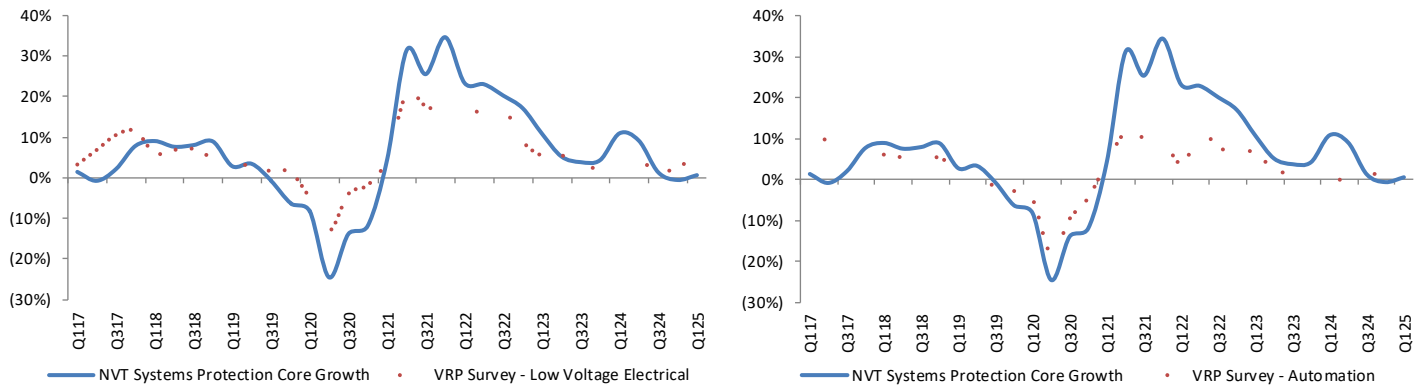 40%
30%
20%
10%
0%
(10%)
(20%)
(30%)
Q117
Q317
Q118
Q318
Q119
Q319
Q120
Q320
Q121
Q321
Q122
Q322
Q123
Q323
Q124
Q324
Q125
NVT Systems Protection Core Growth
VRP Survey - Low Voltage Electrical
40%
30%
20%
10%
0%
(10%)
(20%)
(30%)
Q117
Q317
Q118
Q318
Q119
Q319
Q120
Q320
Q121
Q321
Q122
Q322
Q123
Q323
Q124
Q324
Q125
NVT Systems Protection Core Growth
VRP Survey - Automation